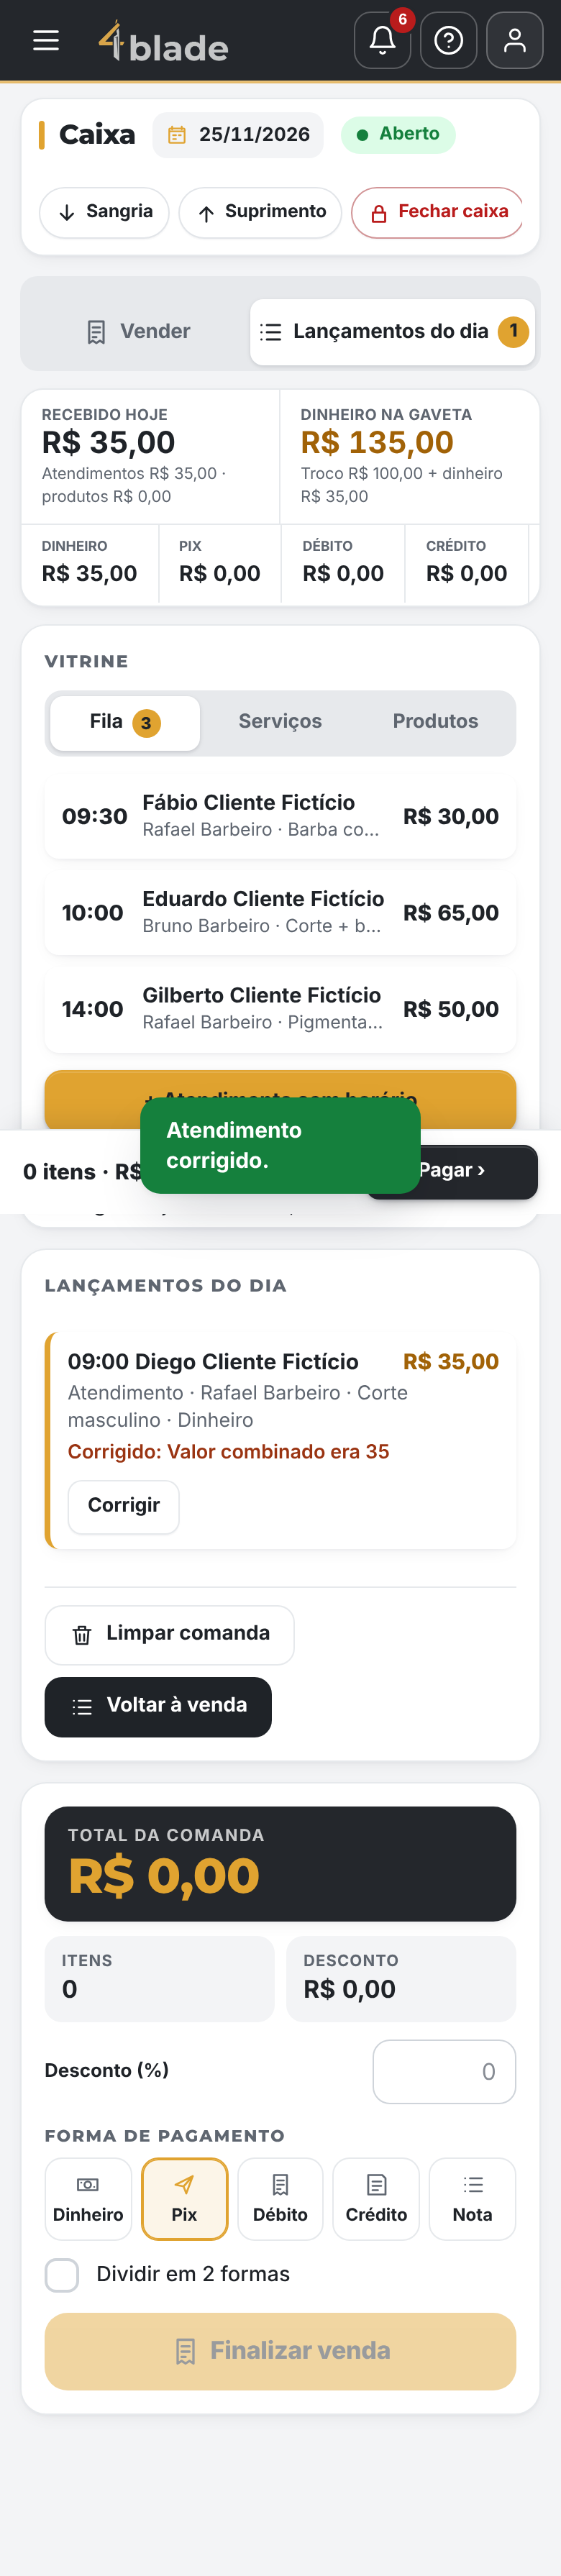 4blade
6
Caixa
25/11/2026
Aberto
Sangria
Suprimento
Fechar caixa
Vender
Lançamentos do dia 1
RECEBIDO HOJE
R$ 35,00
Atendimentos R$ 35,00 ·
produtos R$ 0,00
DINHEIRO NA GAVETA
R$ 135,00
Troco R$ 100,00 + dinheiro
R$ 35,00
DINHEIRO
R$ 35,00
PIX
R$ 0,00
DÉBITO
R$ 0,00
CRÉDITO
R$ 0,00
VITRINE
Fila 3
Serviços
Produtos
09:30
Fábio Cliente Fictício
Rafael Barbeiro · Barba co...
R$ 30,00
10:00
Eduardo Cliente Fictício
Bruno Barbeiro · Corte + b...
R$ 65,00
14:00
Gilberto Cliente Fictício
Rafael Barbeiro · Pigmenta...
R$ 50,00
Atendimento
corrigido.
0 itens · R$
Pagar ›
LANÇAMENTOS DO DIA
09:00 Diego Cliente Fictício
R$ 35,00
Atendimento · Rafael Barbeiro · Corte
masculino · Dinheiro
Corrigido: Valor combinado era 35
Corrigir
Limpar comanda
Voltar à venda
TOTAL DA COMANDA
R$ 0,00
ITENS
0
DESCONTO
R$ 0,00
Desconto (%)
0
FORMA DE PAGAMENTO
Dinheiro
Pix
Débito
Crédito
Nota
Dividir em 2 formas
Finalizar venda